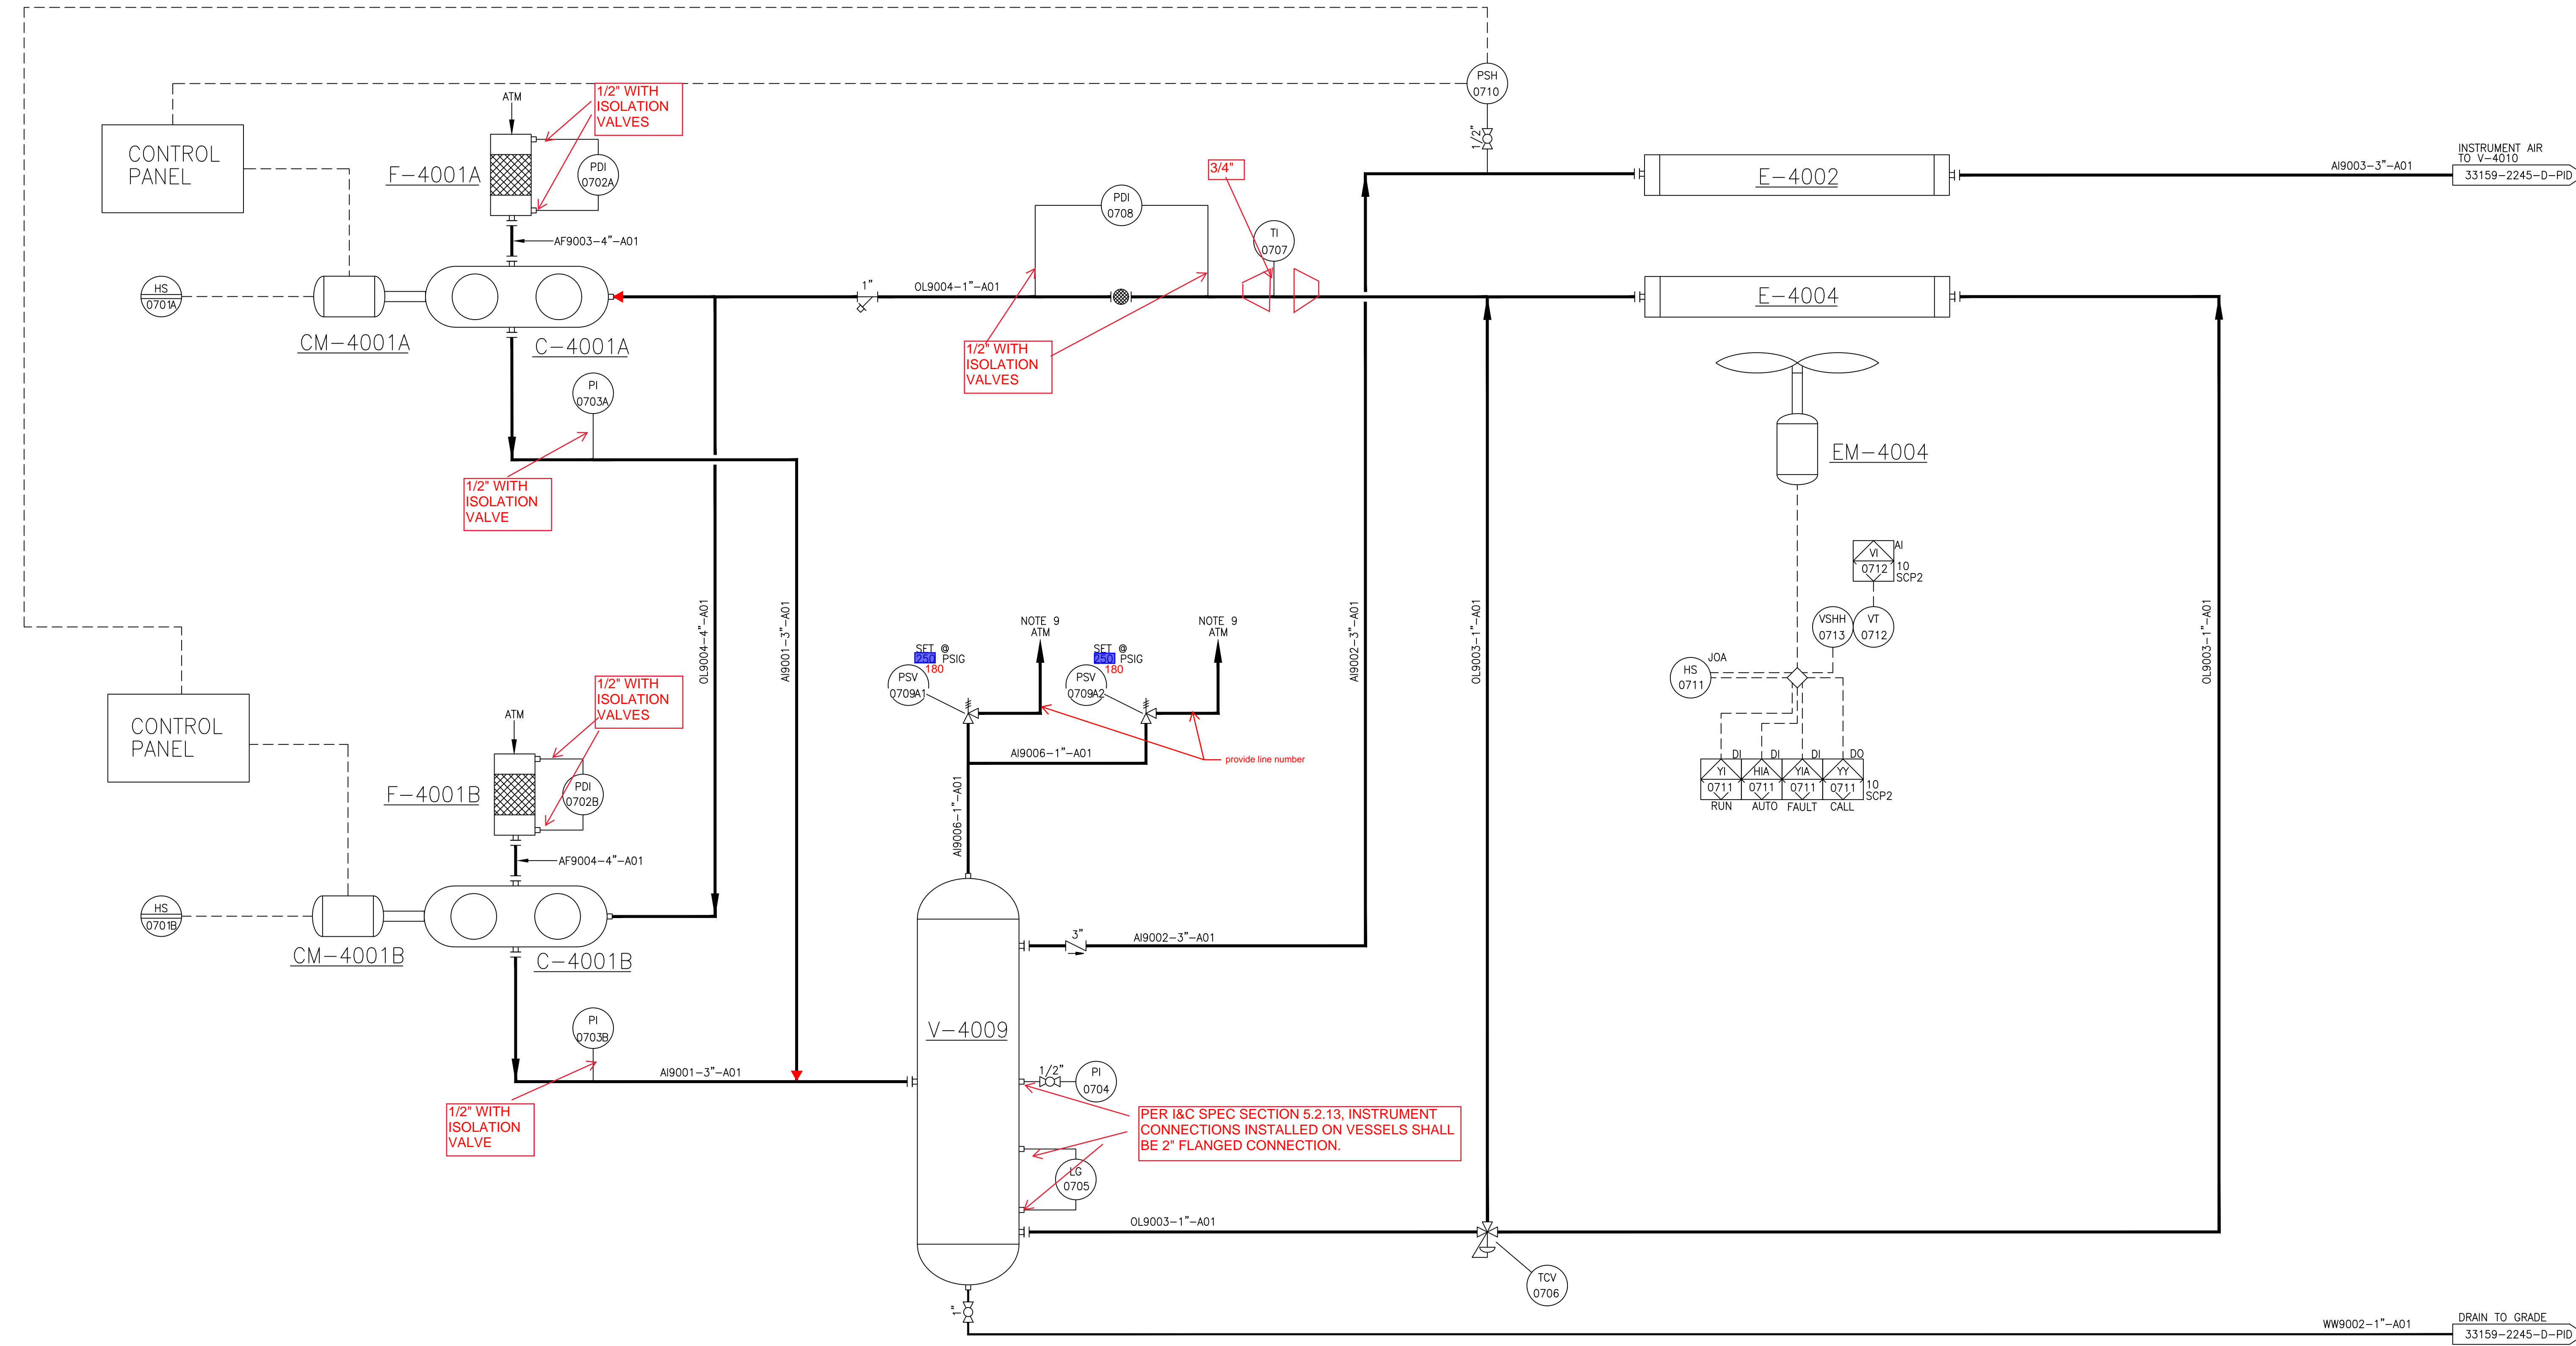 PSH
0710
1/2"
CONTROL
PANEL
ATM
1/2" WITH
ISOLATION
VALVES
F-4001A
PDI
0702A
AF9003-4"-A01
HS
0701A
CM-4001A
C-4001A
PI
0703A
1/2" WITH
ISOLATION
VALVE
1"
OL9004-1"-A01
PDI
0708
3/4"
TI
0707
1/2" WITH
ISOLATION
VALVES
E-4002
AI9003-3"-A01
INSTRUMENT AIR
TO V-4010
33159-2245-D-PID
E-4004
EM-4004
VI
0712
AI
10
SCP2
VSHH
0713
VT
0712
HS
0711
JOA
DI
DI
DI
DO
YI
0711
HIA
0711
YIA
0711
YY
0711
10
SCP2
RUN
AUTO
FAULT
CALL
OL9004-4"-A01
AI9001-3"-A01
AI9002-3"-A01
OL9003-1"-A01
OL9003-1"-A01
CONTROL
PANEL
ATM
1/2" WITH
ISOLATION
VALVES
F-4001B
PDI
0702B
AF9004-4"-A01
HS
0701B
CM-4001B
C-4001B
PI
0703B
AI9001-3"-A01
1/2" WITH
ISOLATION
VALVE
SET @
250 PSIG
180
PSV
0709A1
NOTE 9
ATM
SET @
250 PSIG
180
PSV
0709A2
NOTE 9
ATM
AI9006-1"-A01
provide line number
AI9006-1"-A01
3"
AI9002-3"-A01
V-4009
1/2"
PI
0704
PER I&C SPEC SECTION 5.2.13, INSTRUMENT
CONNECTIONS INSTALLED ON VESSELS SHALL
BE 2" FLANGED CONNECTION.
LG
0705
OL9003-1"-A01
TCV
0706
1"
WW9002-1"-A01
DRAIN TO GRADE
33159-2245-D-PID